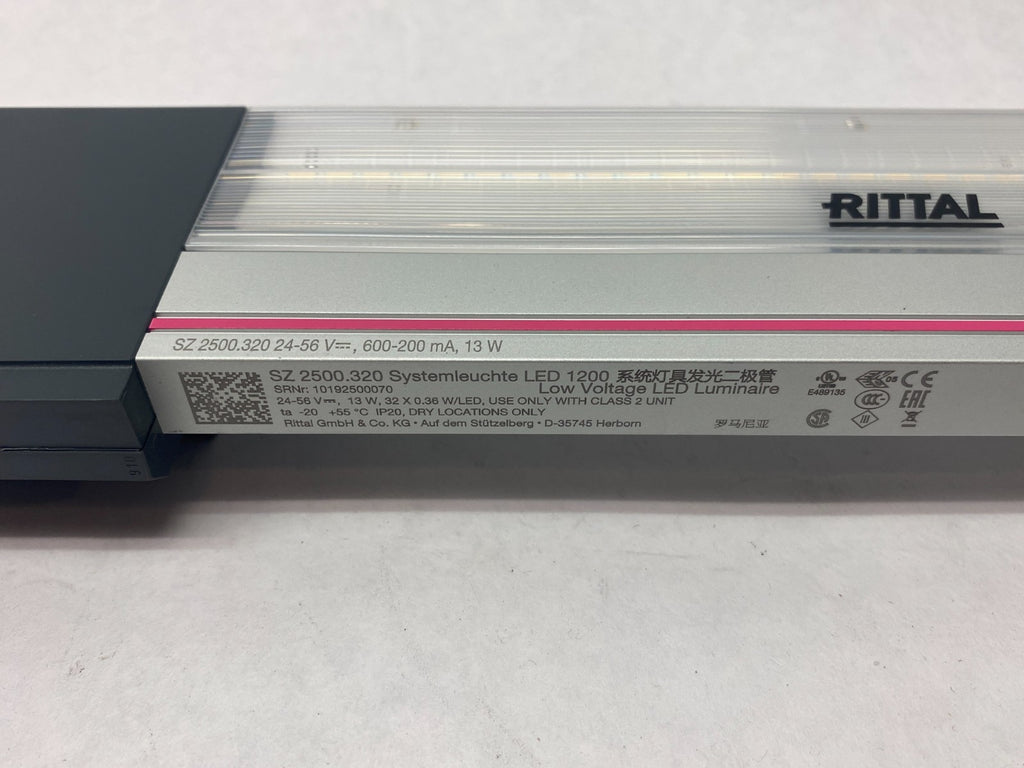 RITTAL
SZ 2500.320 24-56 V⎓, 600-200 mA, 13 W
SZ 2500.320 Systemleuchte LED 1200 系统灯具发光二极管
SRNr: 10192500070 Low Voltage LED Luminaire
24-56 V⎓, 13 W, 32 X 0.36 W/LED, USE ONLY WITH CLASS 2 UNIT
ta -20 +55 °C IP20, DRY LOCATIONS ONLY
Rittal GmbH & Co. KG • Auf dem Stützelberg • D-35745 Herborn 罗马尼亚
E489135
05
CE
CCC
EAC
910